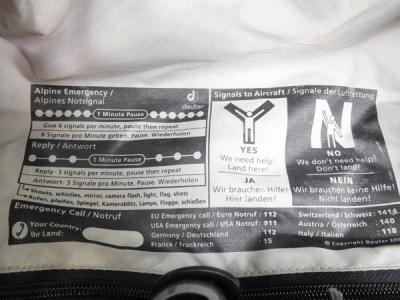 Alpine Emergency /
Alpines Notsignal
deuter
1 Minute Pause
Give 6 signals per minute, pause then repeat
6 Signale pro Minute geben. Pause. Wiederholen
Reply / Antwort
1 Minute Pause
Reply- 3 signals per minute, pause then repeat
Antwort- 3 Signale pro Minute. Pause. Wiederholen
Shouts, whistles, mirror, camera flash, light, flag, shots
Rufen, pfeifen, Spiegel, Kamerablitz, Lampe, Flagge, schießen
Signals to Aircraft / Signale der Luftrettung
YES
We need help!
Land here!
JA
Wir brauchen Hilfe!
Hier landen!
N
NO
We don't need help!
Don't land!
NEIN
Wir brauchen keine Hilfe!
Nicht landen!
Emergency Call / Notruf
Your Country:
Ihr Land:
EU Emergency call / Euro Notruf : 112
USA Emergency call / USA Notruf : 911
Germany / Deutschland : 112
France / Frankreich : 15
Switzerland / Schweiz : 1414
Austria / Österreich : 140
Italy / Italien : 118
© Copyright Deuter